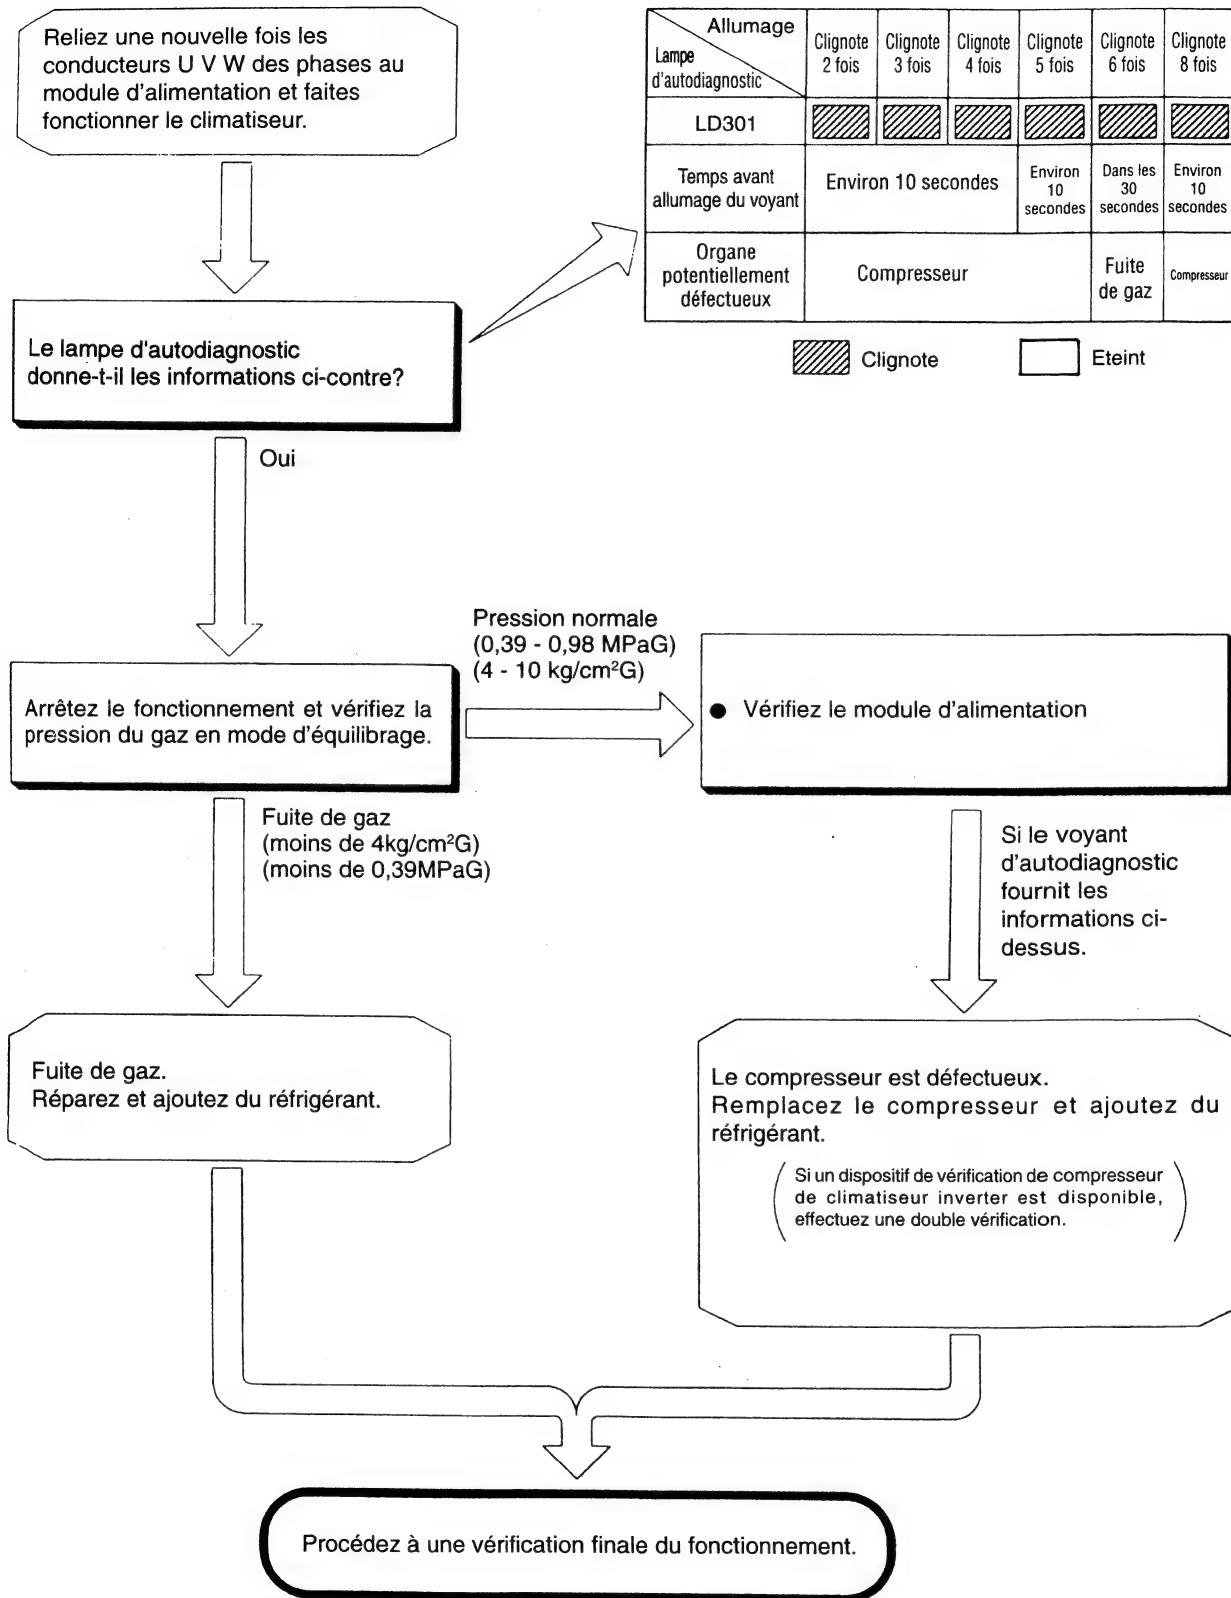 Reliez une nouvelle fois les
conducteurs U V W des phases au
module d'alimentation et faites
fonctionner le climatiseur.
Allumage
Lampe
d'autodiagnostic
Clignote
2 fois
Clignote
3 fois
Clignote
4 fois
Clignote
5 fois
Clignote
6 fois
Clignote
8 fois
LD301
Temps avant
allumage du voyant
Environ 10 secondes
Environ
10
secondes
Dans les
30
secondes
Environ
10
secondes
Organe
potentiellement
défectueux
Compresseur
Fuite
de gaz
Compresseur
Clignote
Eteint
Le lampe d'autodiagnostic
donne-t-il les informations ci-contre?
Oui
Arrêtez le fonctionnement et vérifiez la
pression du gaz en mode d'équilibrage.
Pression normale
(0,39 - 0,98 MPaG)
(4 - 10 kg/cm²G)
● Vérifiez le module d'alimentation
Fuite de gaz
(moins de 4kg/cm²G)
(moins de 0,39MPaG)
Si le voyant
d'autodiagnostic
fournit les
informations ci-
dessus.
Fuite de gaz.
Réparez et ajoutez du réfrigérant.
Le compresseur est défectueux.
Remplacez le compresseur et ajoutez du
réfrigérant.
(Si un dispositif de vérification de compresseur
de climatiseur inverter est disponible,
effectuez une double vérification.)
Procédez à une vérification finale du fonctionnement.